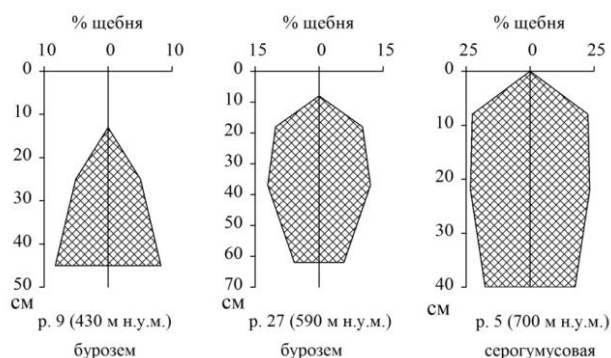 % щебня
10 0 10
0
10
20
30
40
50
см
р. 9 (430 м н.у.м.)
бурозем
% щебня
15 0 15
0
10
20
30
40
50
60
70
см
р. 27 (590 м н.у.м.)
бурозем
% щебня
25 0 25
0
10
20
30
40
см
р. 5 (700 м н.у.м.)
серогумусовая